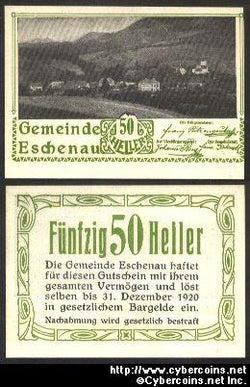 Gemeinde
Eschenau
50
HELLER
Fünfzig 50 Heller
Die Gemeinde Eschenau haftet
für diesen Gutschein mit ihrem
gesamten Vermögen und löst
selben bis 31. Dezember 1920
in gesetzlichem Bargelde ein.
Nachahmung wird gesetzlich bestraft
http://www.cybercoins.net
©Cybercoins.net Inc.